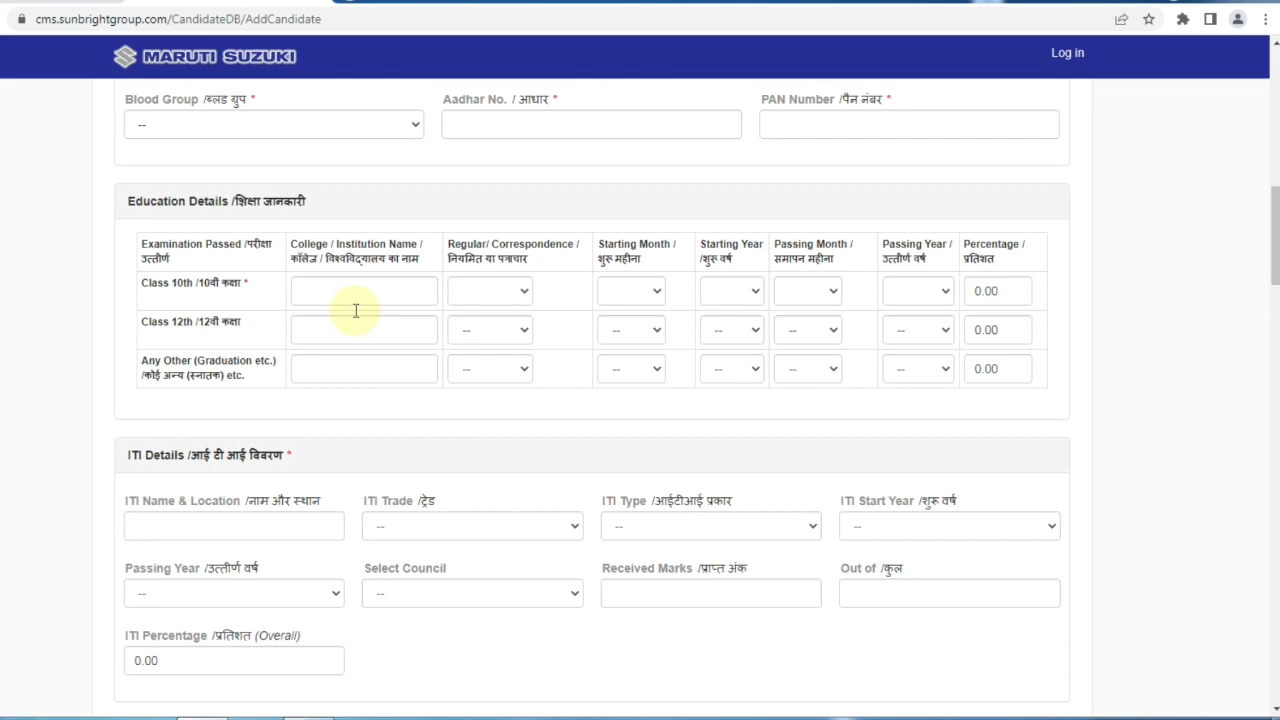 cms.sunbrightgroup.com/CandidateDB/AddCandidate
MARUTI SUZUKI Log in
Blood Group /ब्लड ग्रुप * Aadhar No. / आधार * PAN Number /पैन नंबर *
--
Education Details /शिक्षा जानकारी
Examination Passed /परीक्षा उत्तीर्ण
College / Institution Name / कॉलेज / विश्वविद्यालय का नाम
Regular/ Correspondence / नियमित या पत्राचार
Starting Month / शुरू महीना
Starting Year /शुरू वर्ष
Passing Month / समापन महीना
Passing Year / उत्तीर्ण वर्ष
Percentage / प्रतिशत
Class 10th /10वी कक्षा * 0.00
Class 12th /12वी कक्षा -- -- -- -- -- 0.00
Any Other (Graduation etc.) /कोई अन्य (स्नातक) etc. -- -- -- -- -- 0.00
ITI Details /आई टी आई विवरण *
ITI Name & Location /नाम और स्थान ITI Trade /ट्रेड ITI Type /आईटीआई प्रकार ITI Start Year /शुरू वर्ष
-- -- --
Passing Year /उत्तीर्ण वर्ष Select Council Received Marks /प्राप्त अंक Out of /कुल
-- --
ITI Percentage /प्रतिशत (Overall)
0.00